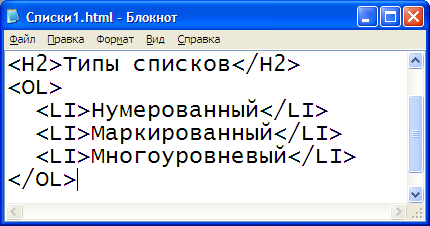 Списки1.html - Блокнот
Файл Правка Формат Вид Справка
<H2>Типы списков</H2>
<OL>
<LI>Нумерованный</LI>
<LI>Маркированный</LI>
<LI>Многоуровневый</LI>
</OL>